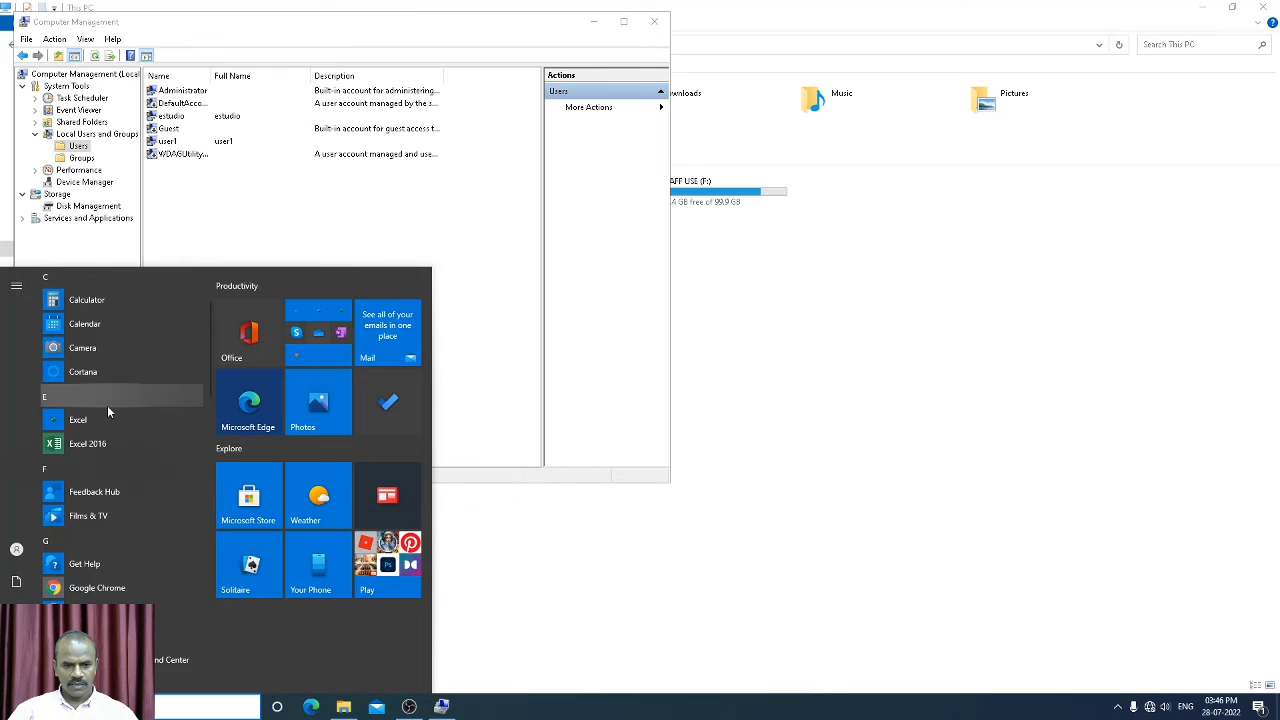 This PC
Computer Management
File Action View Help
Search This PC
Computer Management (Local
System Tools
Task Scheduler
Event Viewer
Shared Folders
Local Users and Groups
Users
Groups
Performance
Device Manager
Storage
Disk Management
Services and Applications
Name Full Name Description
Administrator Built-in account for administering...
DefaultAcco... A user account managed by the s...
estudio estudio
Guest Built-in account for guest access t...
user1 user1
WDAGUtility... A user account managed and use...
Actions
Users
More Actions
Music
Pictures
AFF USE (F:)
.4 GB free of 99.9 GB
C
Calculator
Calendar
Camera
Cortana
E
Excel
Excel 2016
F
Feedback Hub
Films & TV
G
Get Help
Google Chrome
Productivity
Office
See all of your
emails in one
place
Mail
Microsoft Edge
Photos
Explore
Microsoft Store
Weather
Solitaire
Your Phone
Play
03:46 PM
28-07-2022